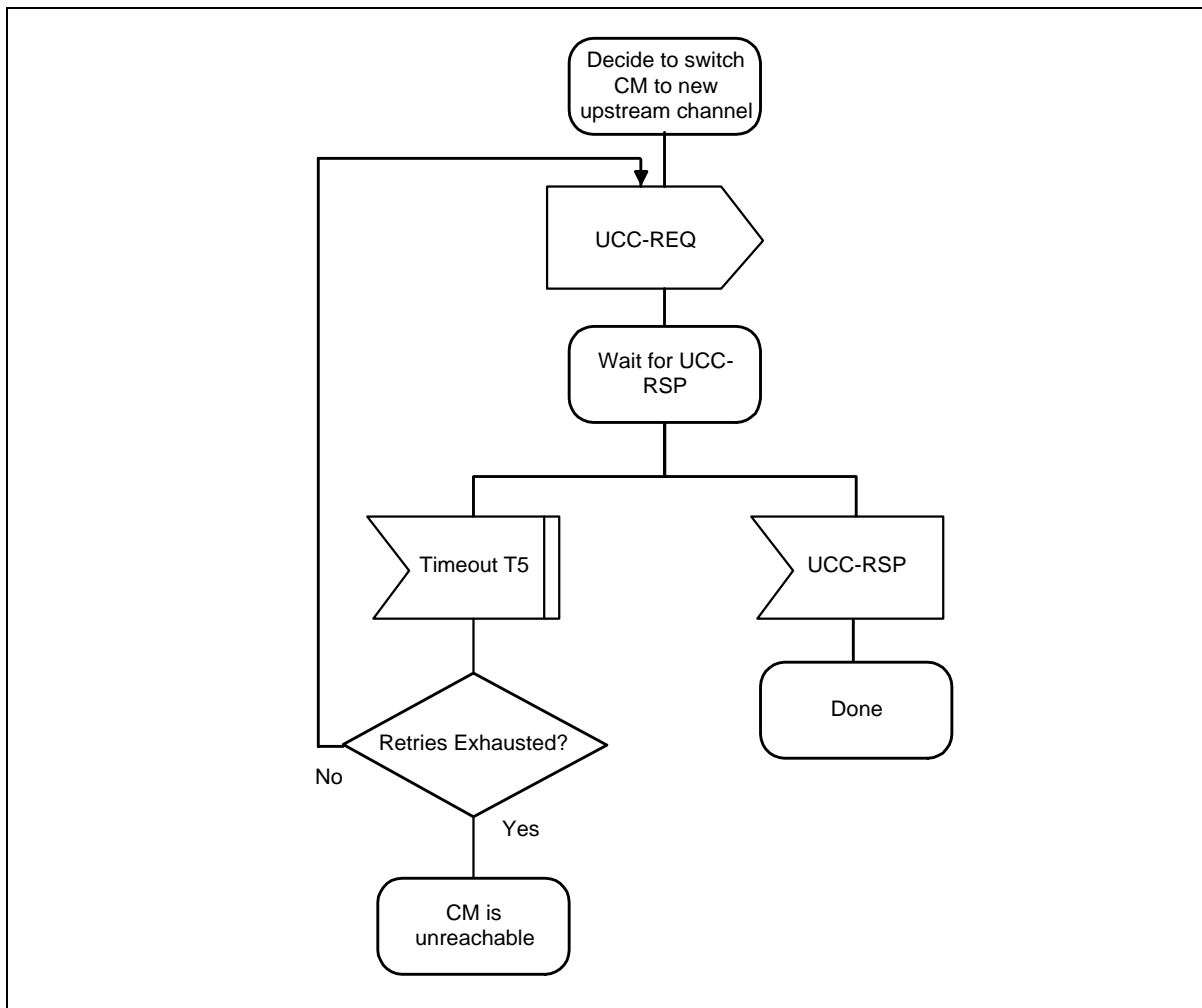 Decide to switch
CM to new
upstream channel
UCC-REQ
Wait for UCC-
RSP
Timeout T5
UCC-RSP
Retries Exhausted?
Done
No
Yes
CM is
unreachable